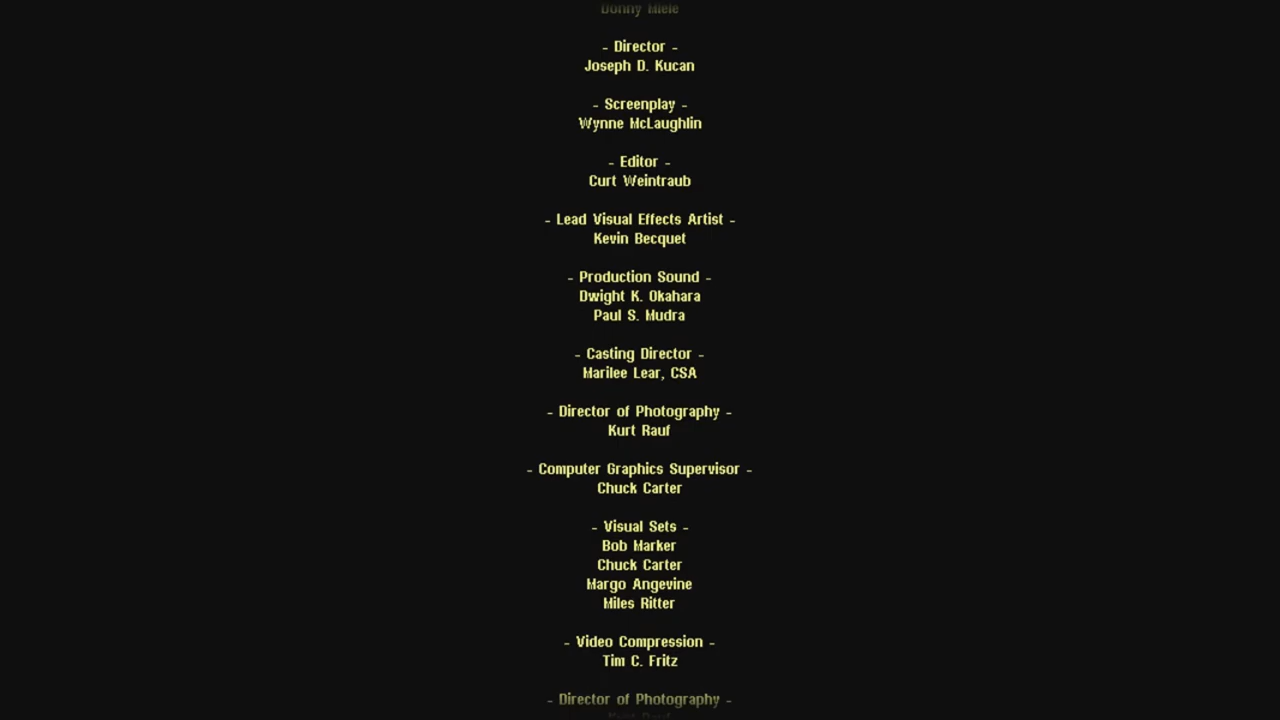 Donny Miele
- Director -
Joseph D. Kucan
- Screenplay -
Wynne McLaughlin
- Editor -
Curt Weintraub
- Lead Visual Effects Artist -
Kevin Becquet
- Production Sound -
Dwight K. Okahara
Paul S. Mudra
- Casting Director -
Marilee Lear, CSA
- Director of Photography -
Kurt Rauf
- Computer Graphics Supervisor -
Chuck Carter
- Visual Sets -
Bob Marker
Chuck Carter
Margo Angevine
Miles Ritter
- Video Compression -
Tim C. Fritz
- Director of Photography -